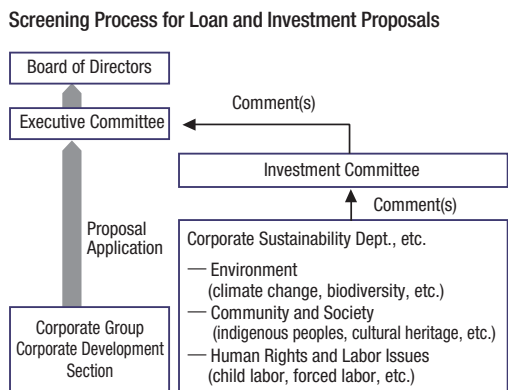 Screening Process for Loan and Investment Proposals
Board of Directors
Executive Committee
Comment(s)
Investment Committee
Comment(s)
Proposal
Application
Corporate Sustainability Dept., etc.
— Environment
(climate change, biodiversity, etc.)
— Community and Society
(indigenous peoples, cultural heritage, etc.)
— Human Rights and Labor Issues
(child labor, forced labor, etc.)
Corporate Group
Corporate Development
Section